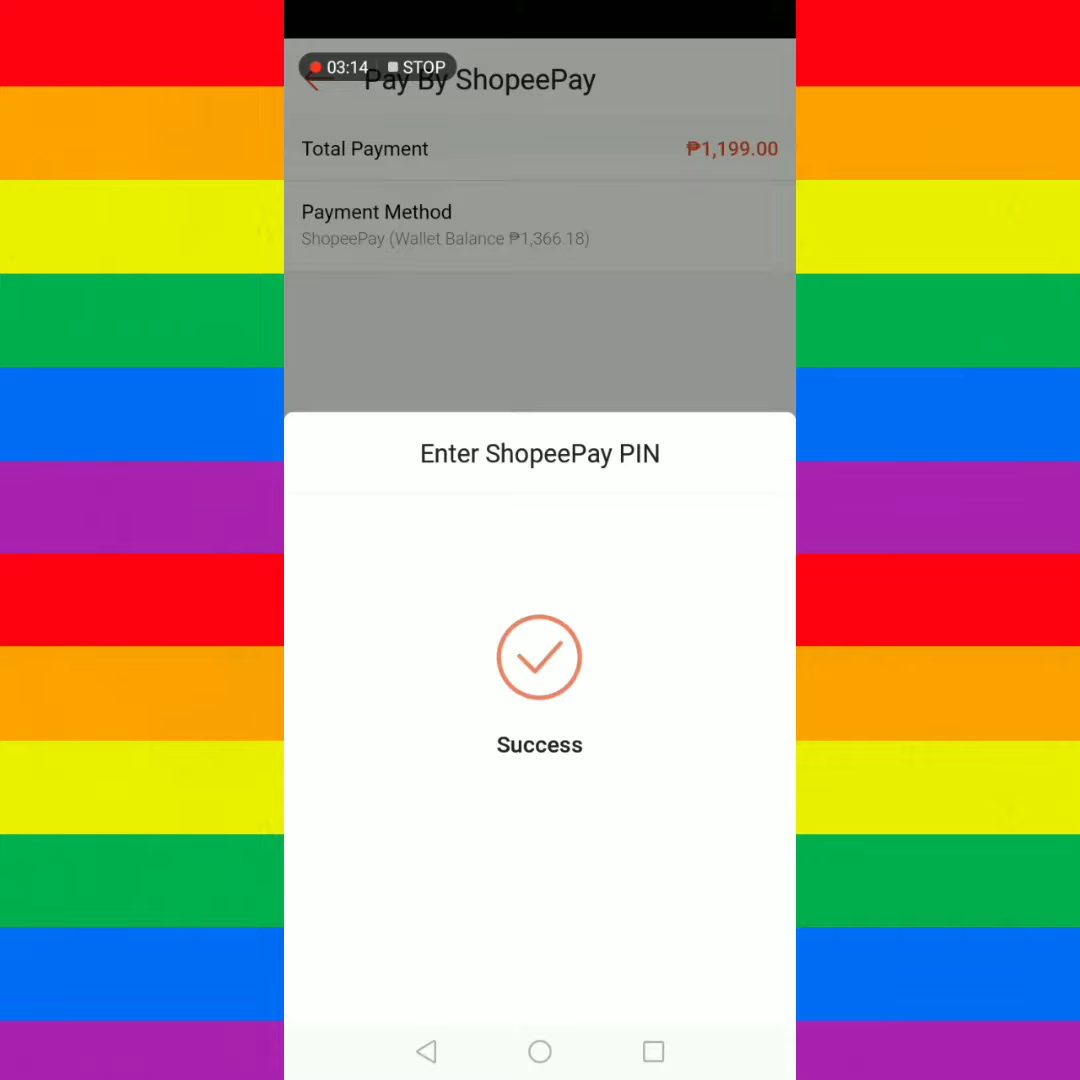 03:14 STOP
Pay By ShopeePay
Total Payment ₱1,199.00
Payment Method
ShopeePay (Wallet Balance ₱1,366.18)
Enter ShopeePay PIN
Success